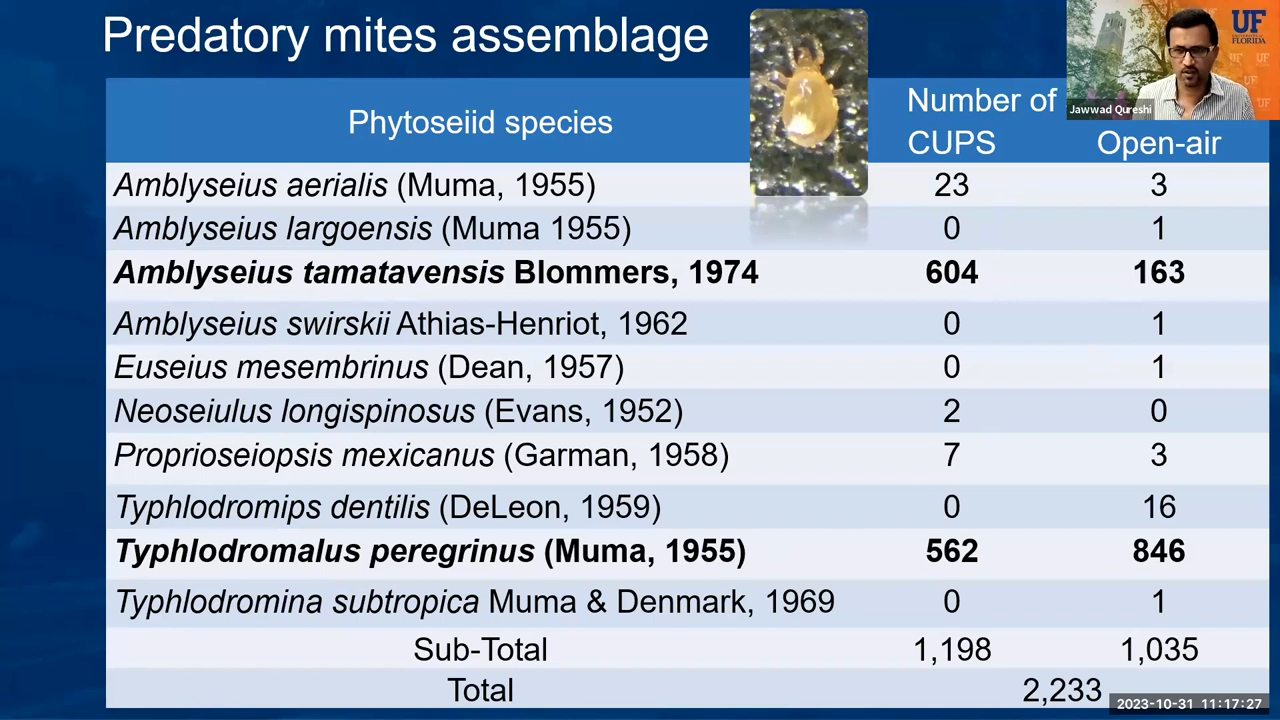 Predatory mites assemblage
UF
UNIVERSITY of
FLORIDA
Jawwad Qureshi
Phytoseiid species
Number of
CUPS
Open-air
Amblyseius aerialis (Muma, 1955) 23 3
Amblyseius largoensis (Muma 1955) 0 1
Amblyseius tamatavensis Blommers, 1974 604 163
Amblyseius swirskii Athias-Henriot, 1962 0 1
Euseius mesembrinus (Dean, 1957) 0 1
Neoseiulus longispinosus (Evans, 1952) 2 0
Proprioseiopsis mexicanus (Garman, 1958) 7 3
Typhlodromips dentilis (DeLeon, 1959) 0 16
Typhlodromalus peregrinus (Muma, 1955) 562 846
Typhlodromina subtropica Muma & Denmark, 1969 0 1
Sub-Total 1,198 1,035
Total 2,233
2023-10-31 11:17:27